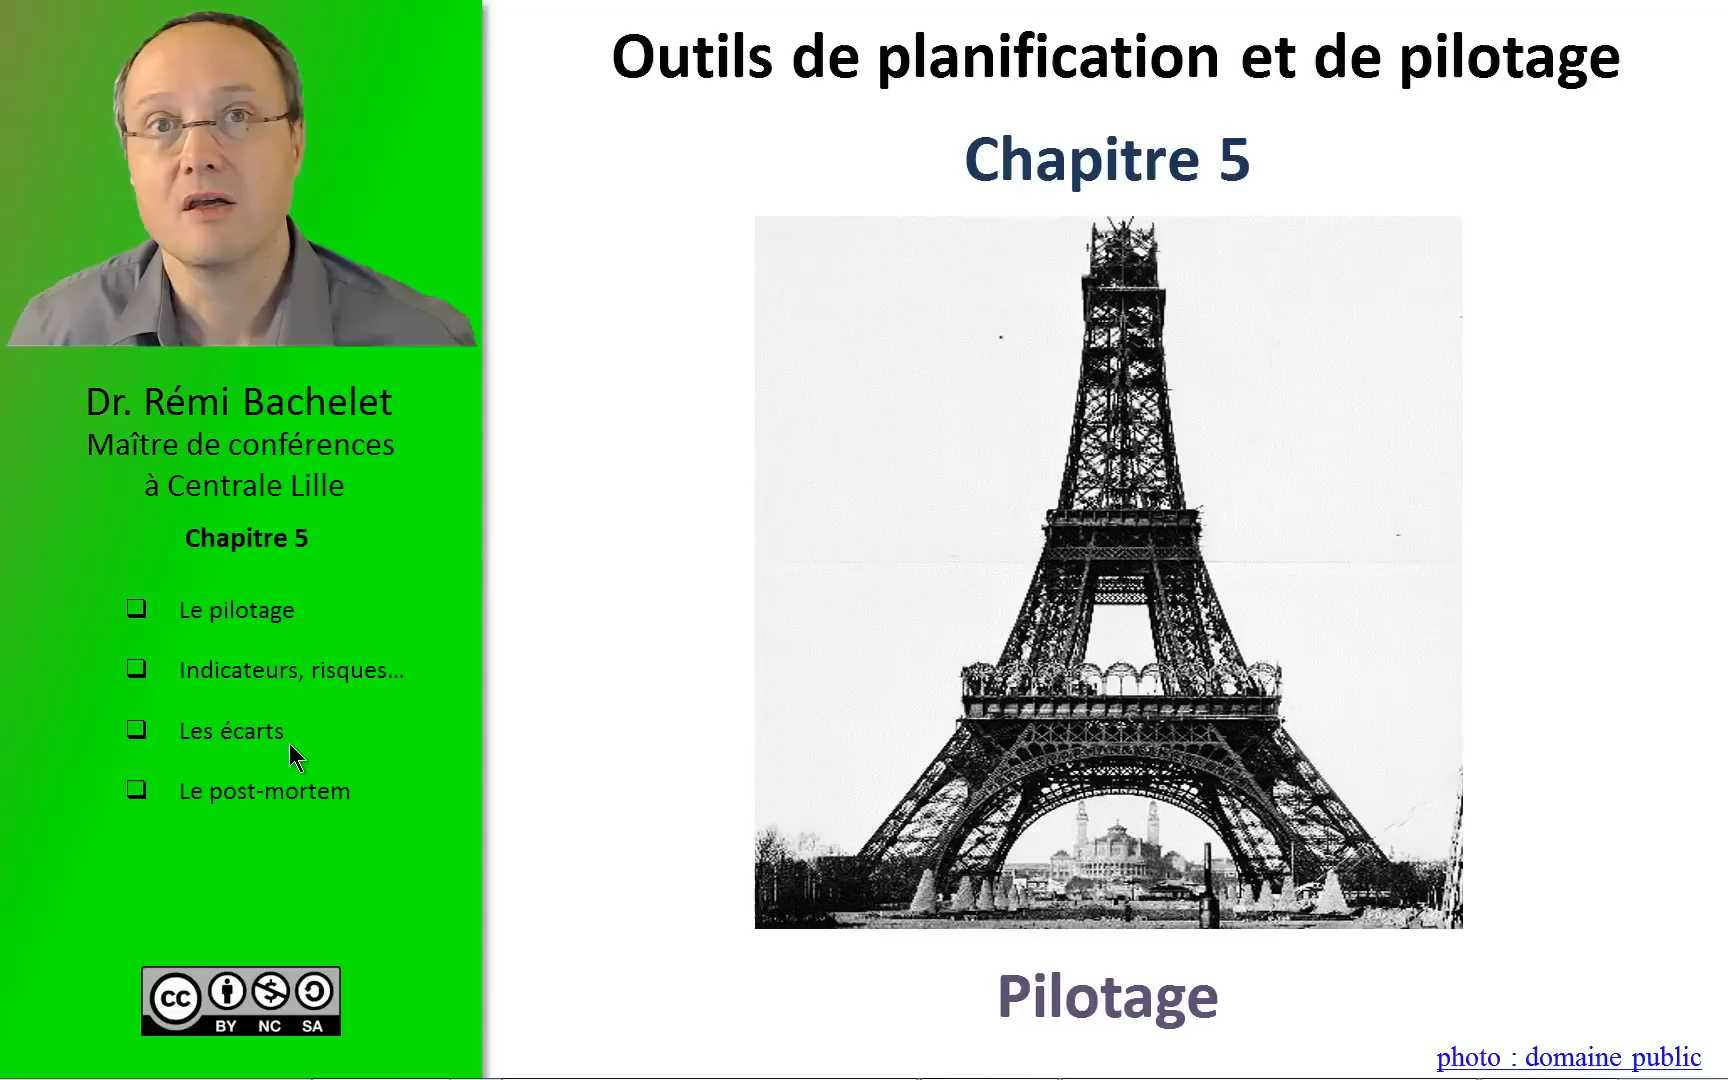 Outils de planification et de pilotage
Chapitre 5
Dr. Rémi Bachelet
Maître de conférences
à Centrale Lille
Chapitre 5
❑ Le pilotage
❑ Indicateurs, risques...
❑ Les écarts
❑ Le post-mortem
cc
BY NC SA
Pilotage
photo : domaine public